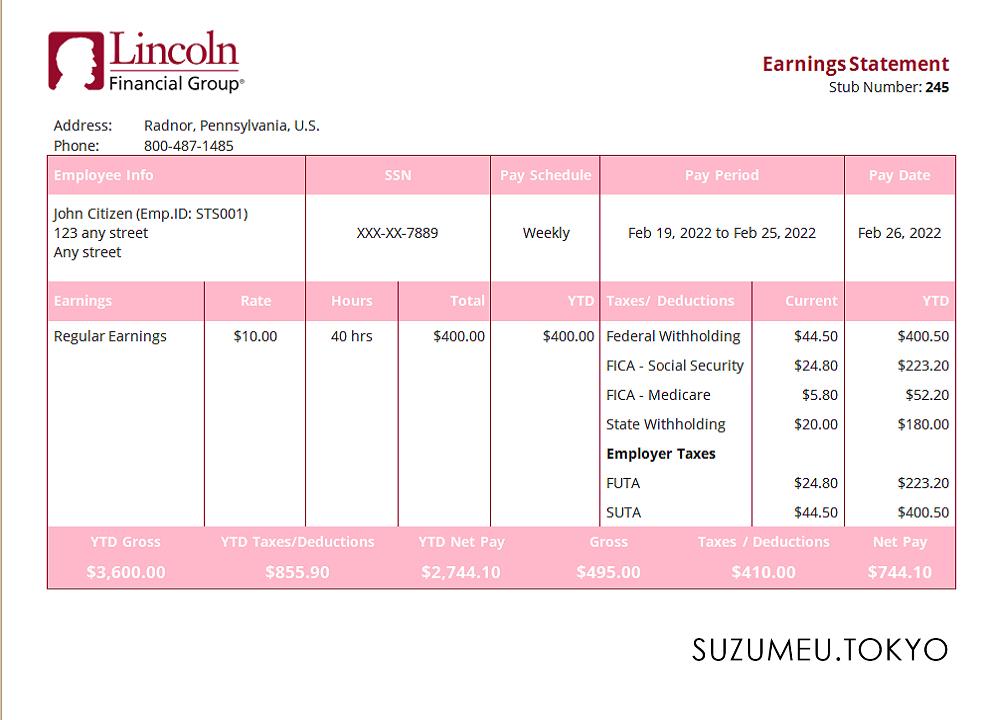 Lincoln
Financial Group®
Earnings Statement
Stub Number: 245
Address: Radnor, Pennsylvania, U.S.
Phone: 800-487-1485
Employee Info SSN Pay Schedule Pay Period Pay Date
John Citizen (Emp.ID: STS001)
123 any street
Any street
XXX-XX-7889 Weekly Feb 19, 2022 to Feb 25, 2022 Feb 26, 2022
Earnings Rate Hours Total YTD Taxes/ Deductions Current YTD
Regular Earnings $10.00 40 hrs $400.00 $400.00 Federal Withholding $44.50 $400.50
FICA - Social Security $24.80 $223.20
FICA - Medicare $5.80 $52.20
State Withholding $20.00 $180.00
Employer Taxes
FUTA $24.80 $223.20
SUTA $44.50 $400.50
YTD Gross YTD Taxes/Deductions YTD Net Pay Gross Taxes / Deductions Net Pay
$3,600.00 $855.90 $2,744.10 $495.00 $410.00 $744.10
SUZUMEU.TOKYO